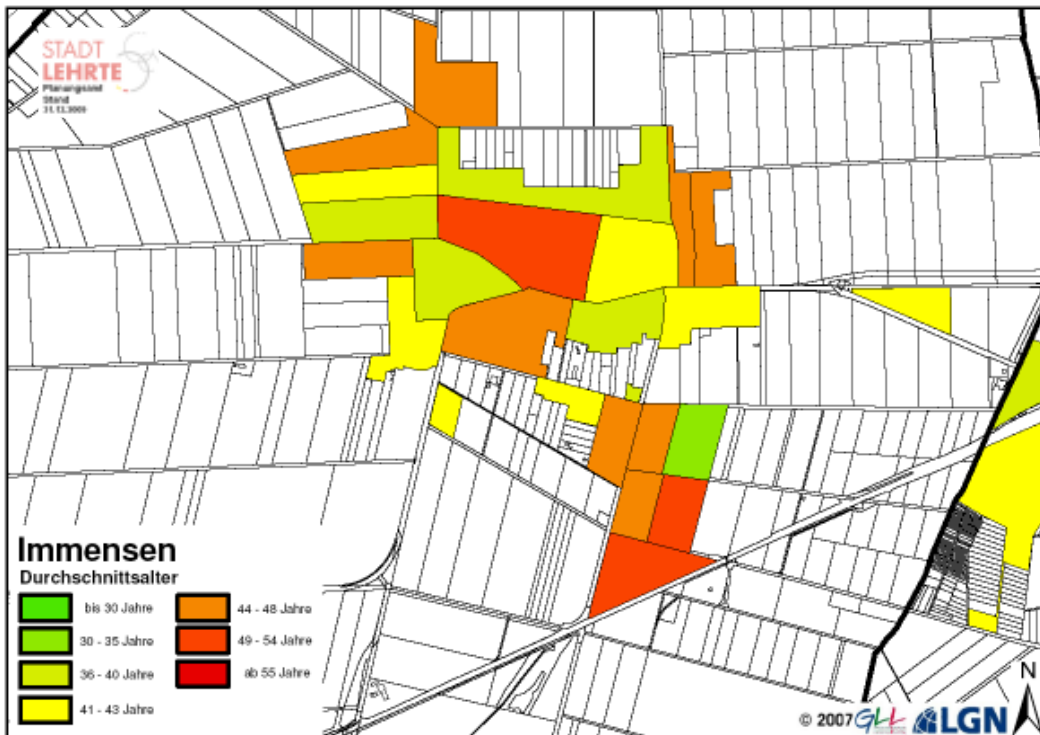 STADT
LEHRTE
Planungsamt
Stand
Immensen
Durchschnittsalter
bis 30 Jahre
30 - 35 Jahre
36 - 40 Jahre
41 - 43 Jahre
44 - 48 Jahre
49 - 54 Jahre
ab 55 Jahre
N
© 2007 GLL LGN